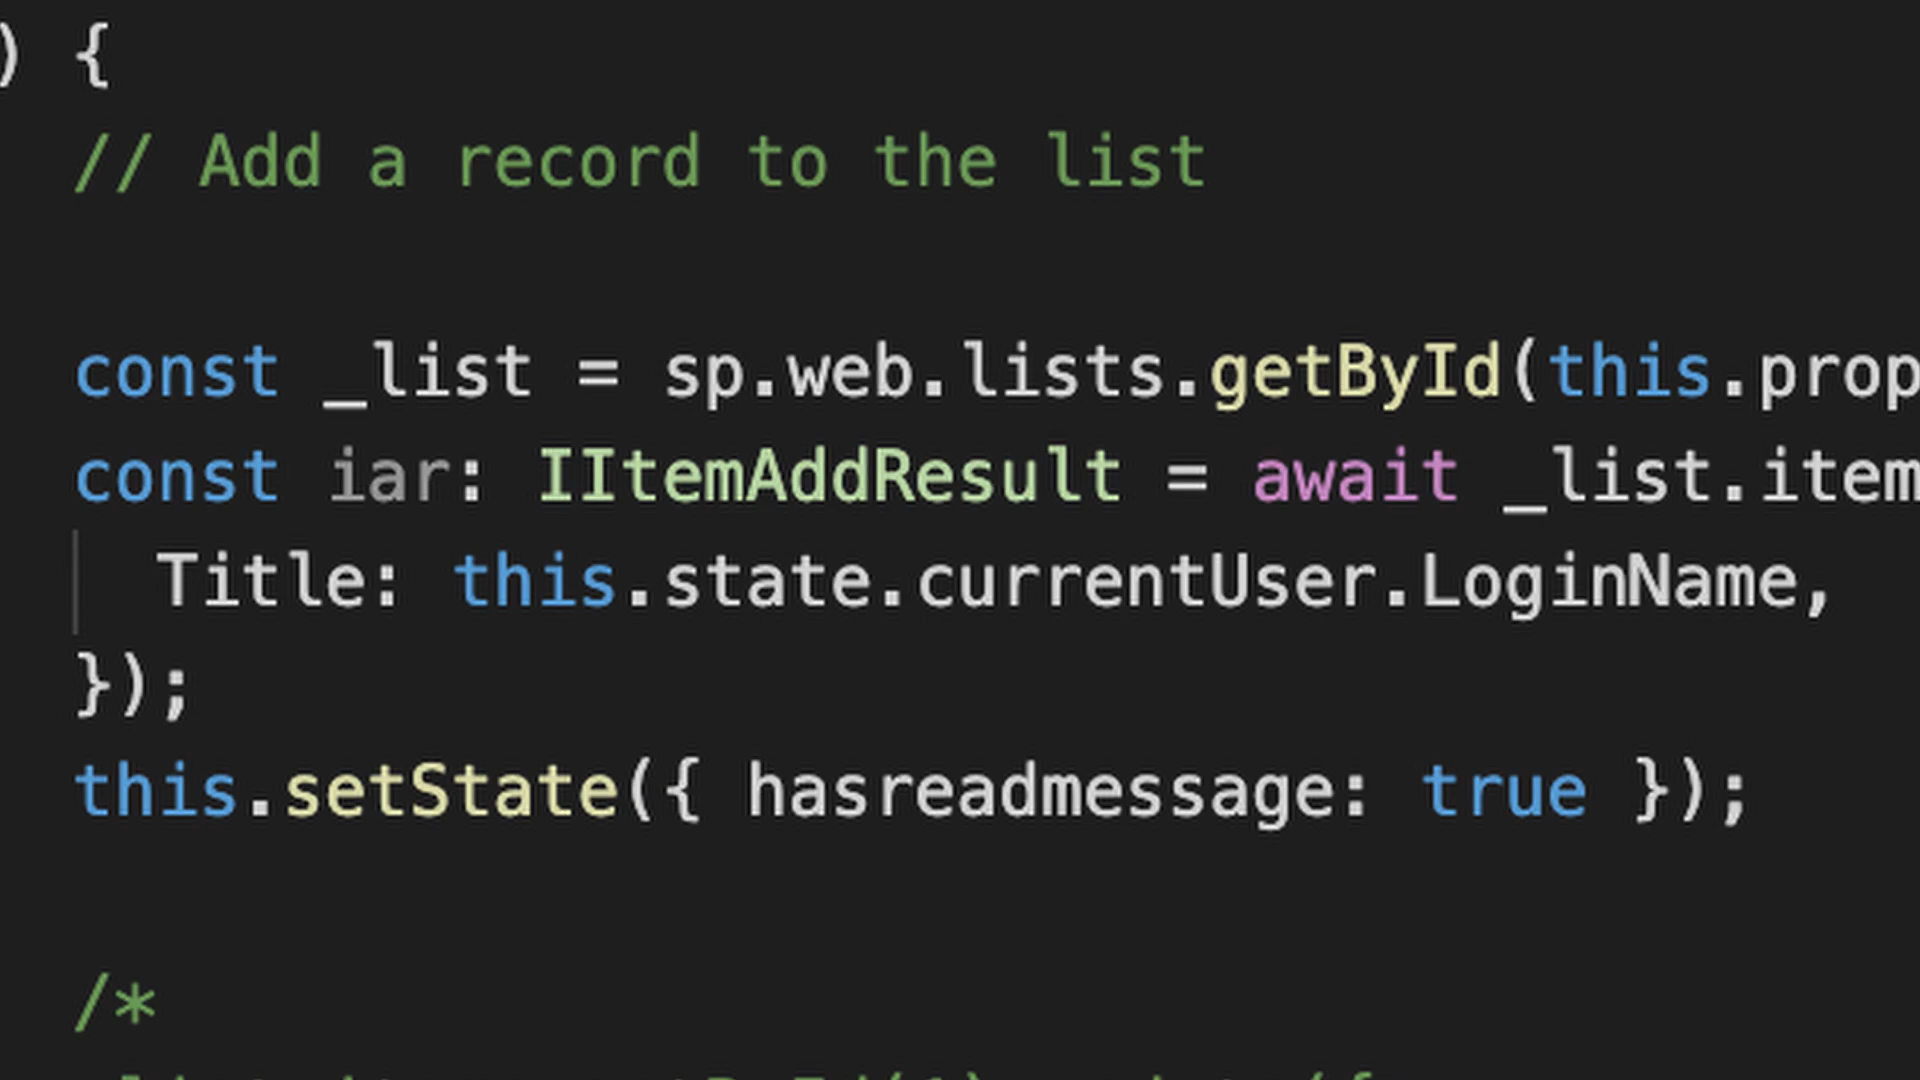 ) {
// Add a record to the list
const _list = sp.web.lists.getById(this.prop
const iar: IItemAddResult = await _list.item
Title: this.state.currentUser.LoginName,
});
this.setState({ hasreadmessage: true });
/*